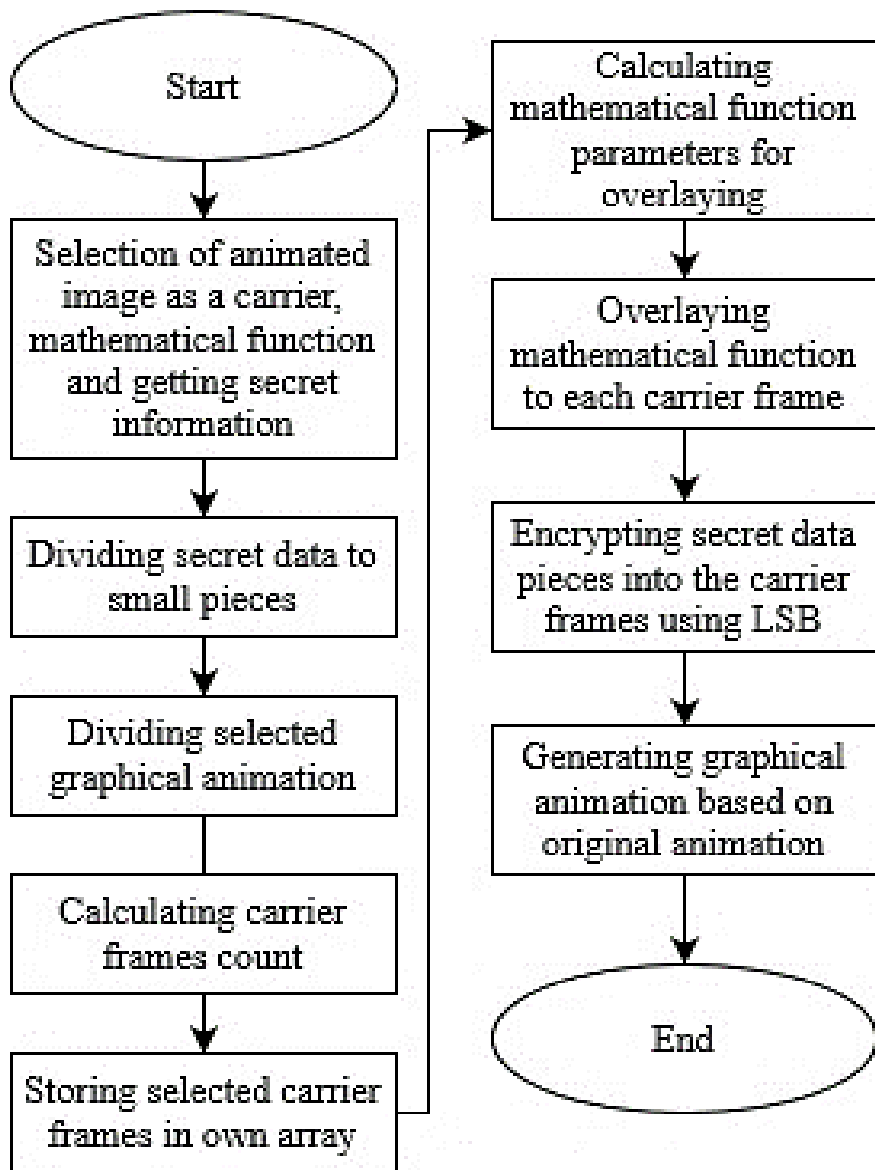 Start
Selection of animated
image as a carrier,
mathematical function
and getting secret
information
Dividing secret data to
small pieces
Dividing selected
graphical animation
Calculating carrier
frames count
Storing selected carrier
frames in own array
Calculating
mathematical function
parameters for
overlaying
Overlaying
mathematical function
to each carrier frame
Encrypting secret data
pieces into the carrier
frames using LSB
Generating graphical
animation based on
original animation
End